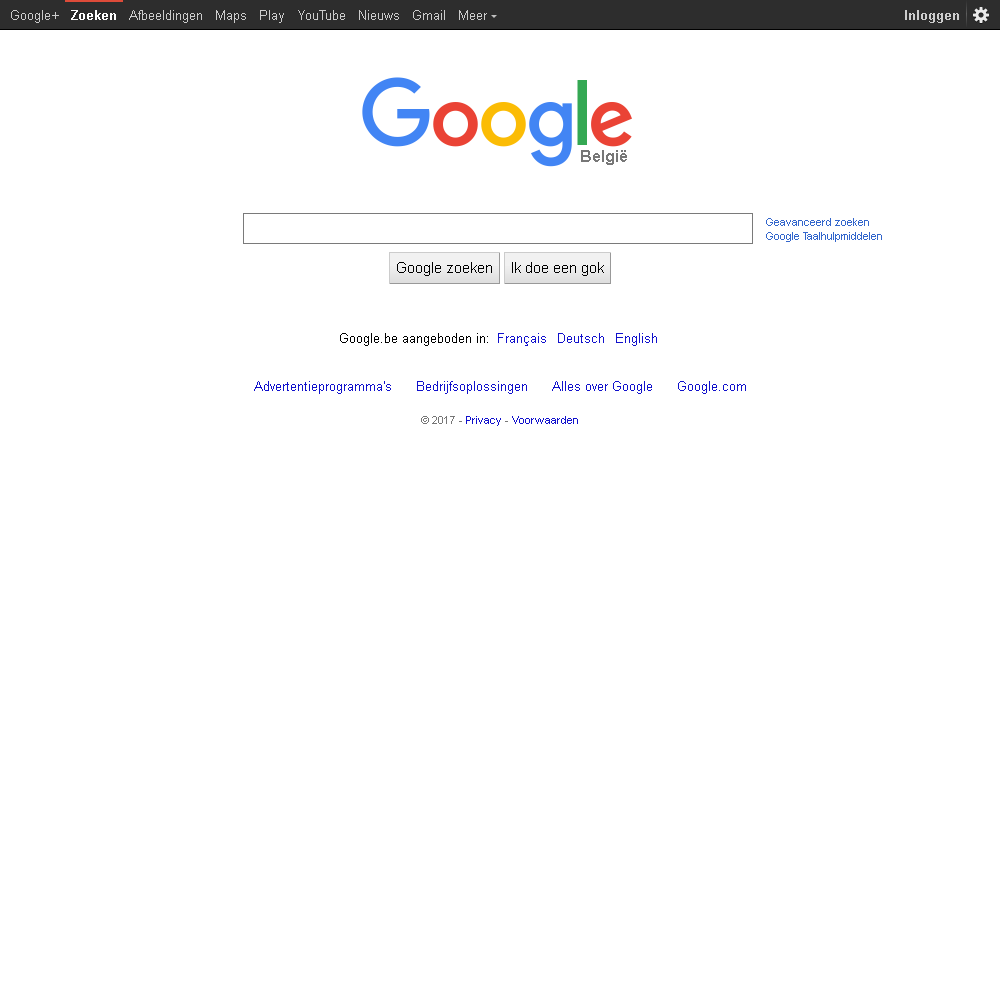 Google+ Zoeken Afbeeldingen Maps Play YouTube Nieuws Gmail Meer Inloggen
Google
België
Geavanceerd zoeken
Google Taalhulpmiddelen
Google zoeken Ik doe een gok
Google.be aangeboden in: Français Deutsch English
Advertentieprogramma's Bedrijfsoplossingen Alles over Google Google.com
© 2017 - Privacy - Voorwaarden